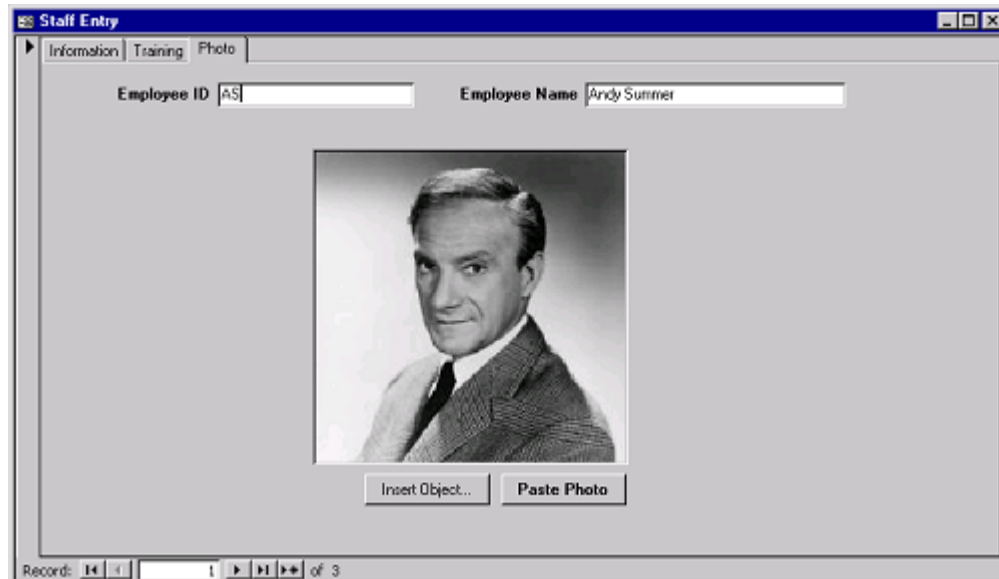 Staff Entry
Information Training Photo
Employee ID AS Employee Name Andy Summer
Insert Object... Paste Photo
Record: 1 of 3